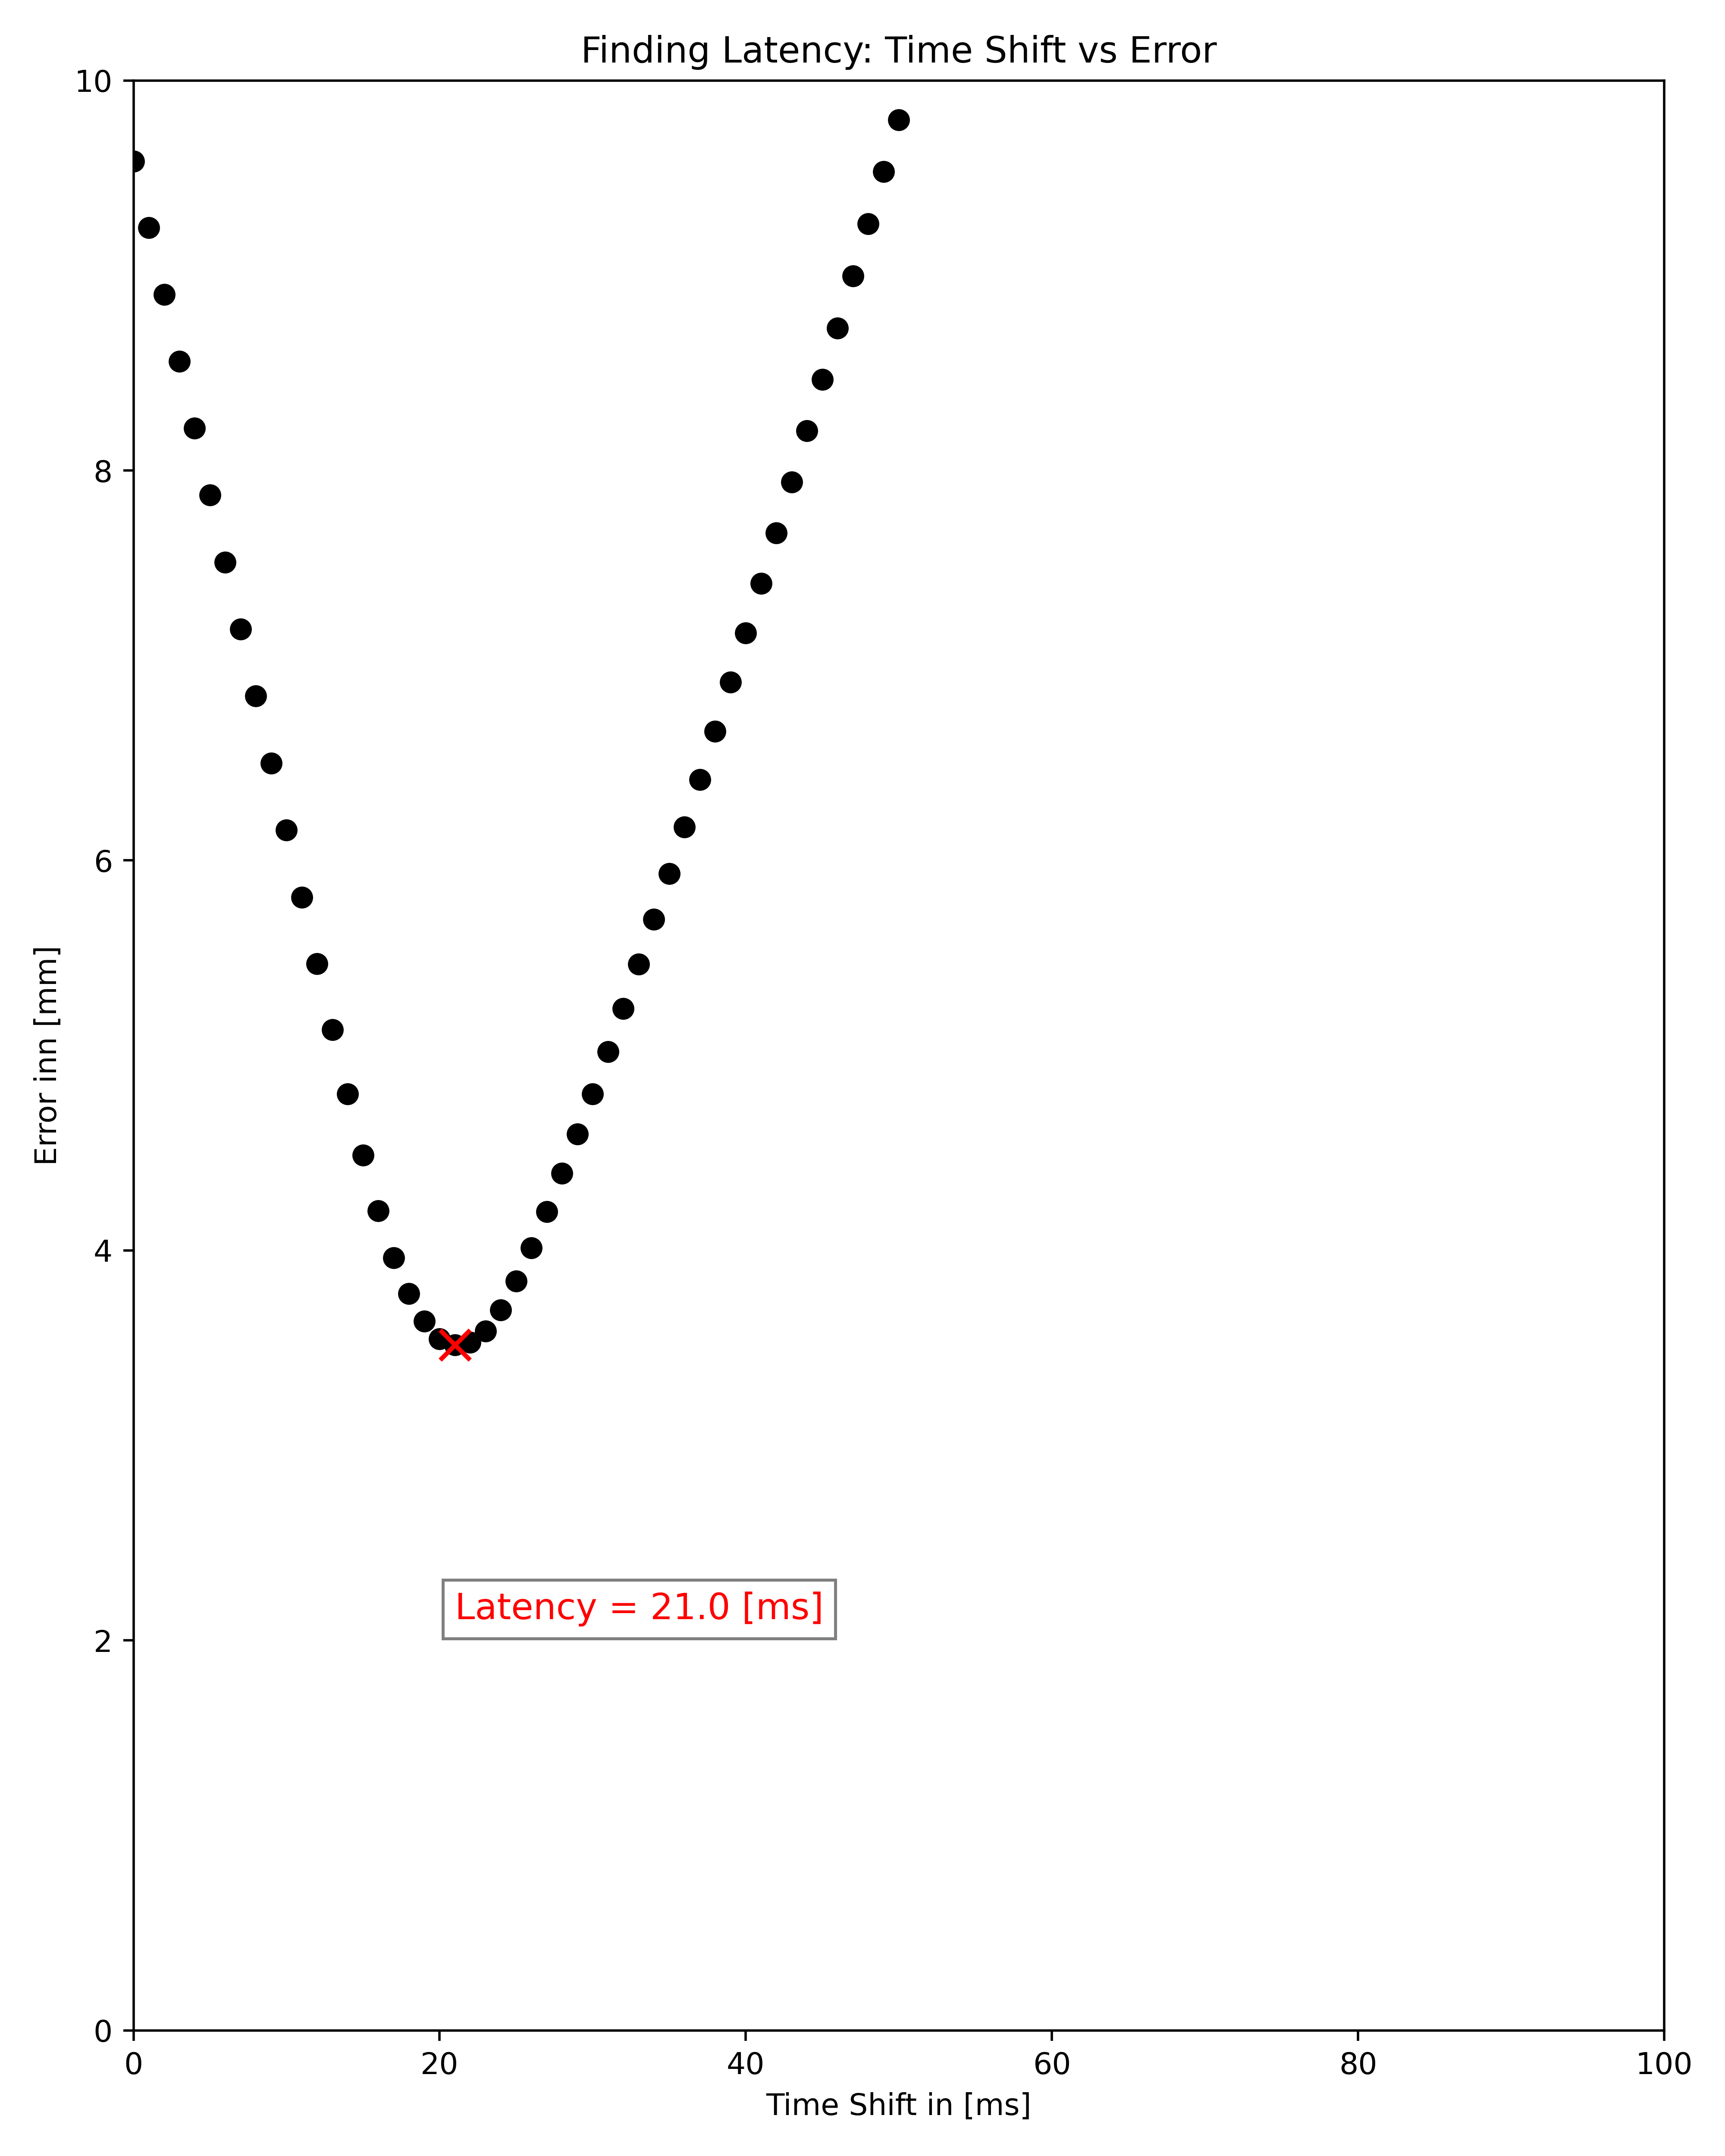 Finding Latency: Time Shift vs Error
10
8
6
4
2
0
Error inn [mm]
Latency = 21.0 [ms]
0 20 40 60 80 100
Time Shift in [ms]